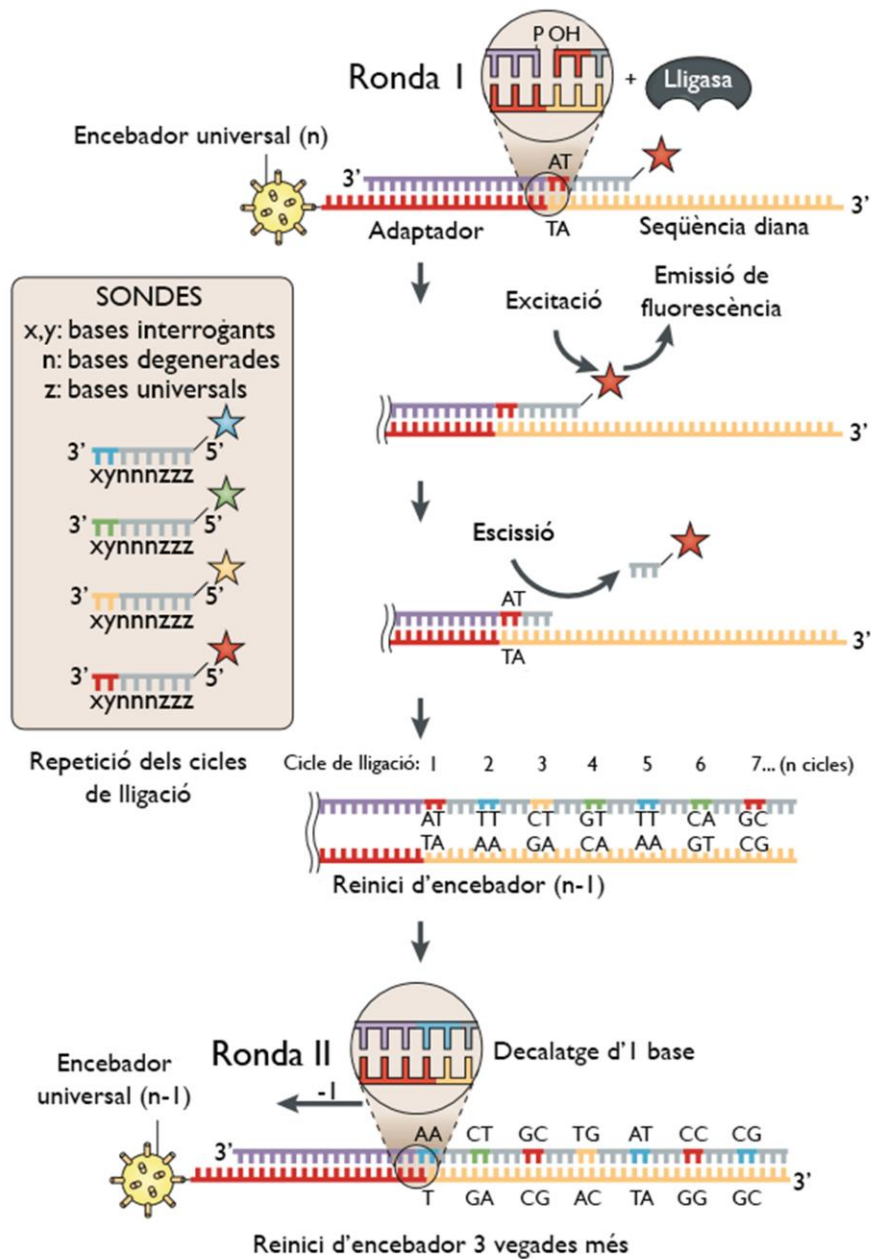 P OH
Ronda I
+
Lligasa
Encebador universal (n)
AT
3'
3'
Adaptador
TA
Seqüència diana
SONDES
x,y: bases interrogants
n: bases degenerades
z: bases universals
3'
5'
xynnnzzz
3'
5'
xynnnzzz
3'
5'
xynnnzzz
3'
5'
xynnnzzz
Excitació
Emissió de
fluorescència
3'
Escissió
AT
TA
3'
Repetició dels cicles
de lligació
Cicle de lligació: 1 2 3 4 5 6 7... (n cicles)
AT TT CT GT TT CA GC
TA AA GA CA AA GT CG
Reinici d'encebador (n-1)
Ronda II
Decalatge d'1 base
Encebador
universal (n-1)
-1
AA CT GC TG AT CC CG
3'
3'
T GA CG AC TA GG GC
Reinici d'encebador 3 vegades més